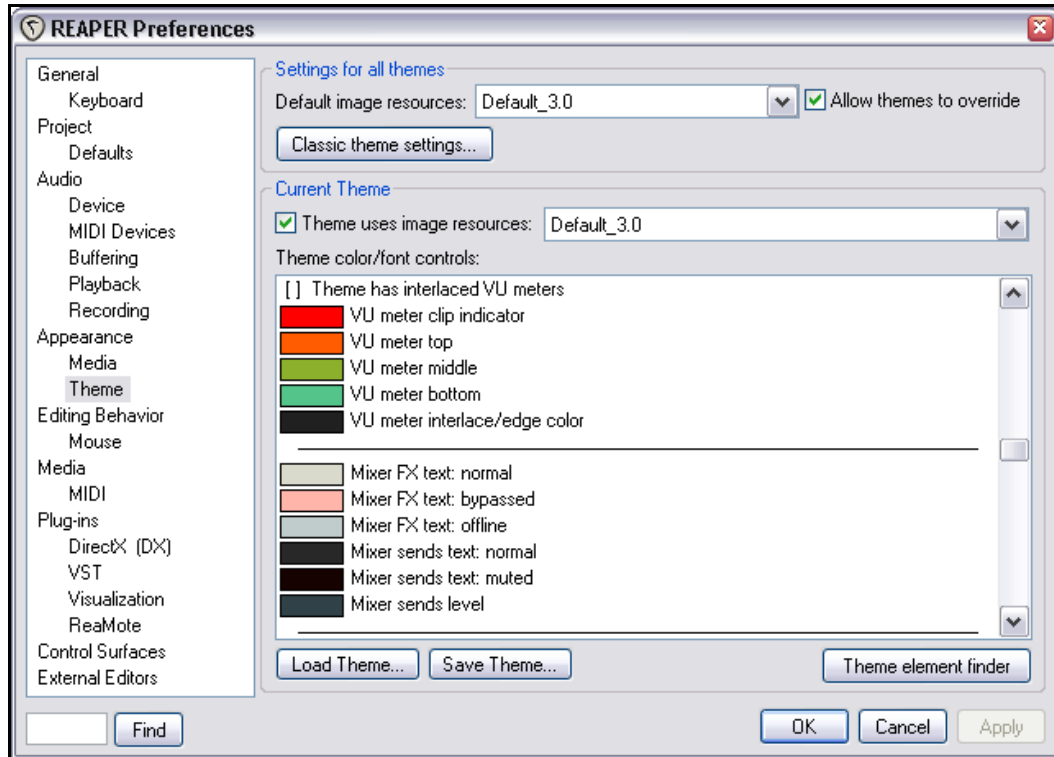 REAPER Preferences
General
Keyboard
Project
Defaults
Audio
Device
MIDI Devices
Buffering
Playback
Recording
Appearance
Media
Theme
Editing Behavior
Mouse
Media
MIDI
Plug-ins
DirectX (DX)
VST
Visualization
ReaMote
Control Surfaces
External Editors
Find
Settings for all themes
Default image resources: Default_3.0 Allow themes to override
Classic theme settings...
Current Theme
Theme uses image resources: Default_3.0
Theme color/font controls:
[ ] Theme has interlaced VU meters
VU meter clip indicator
VU meter top
VU meter middle
VU meter bottom
VU meter interlace/edge color
Mixer FX text: normal
Mixer FX text: bypassed
Mixer FX text: offline
Mixer sends text: normal
Mixer sends text: muted
Mixer sends level
Load Theme... Save Theme... Theme element finder
OK Cancel Apply